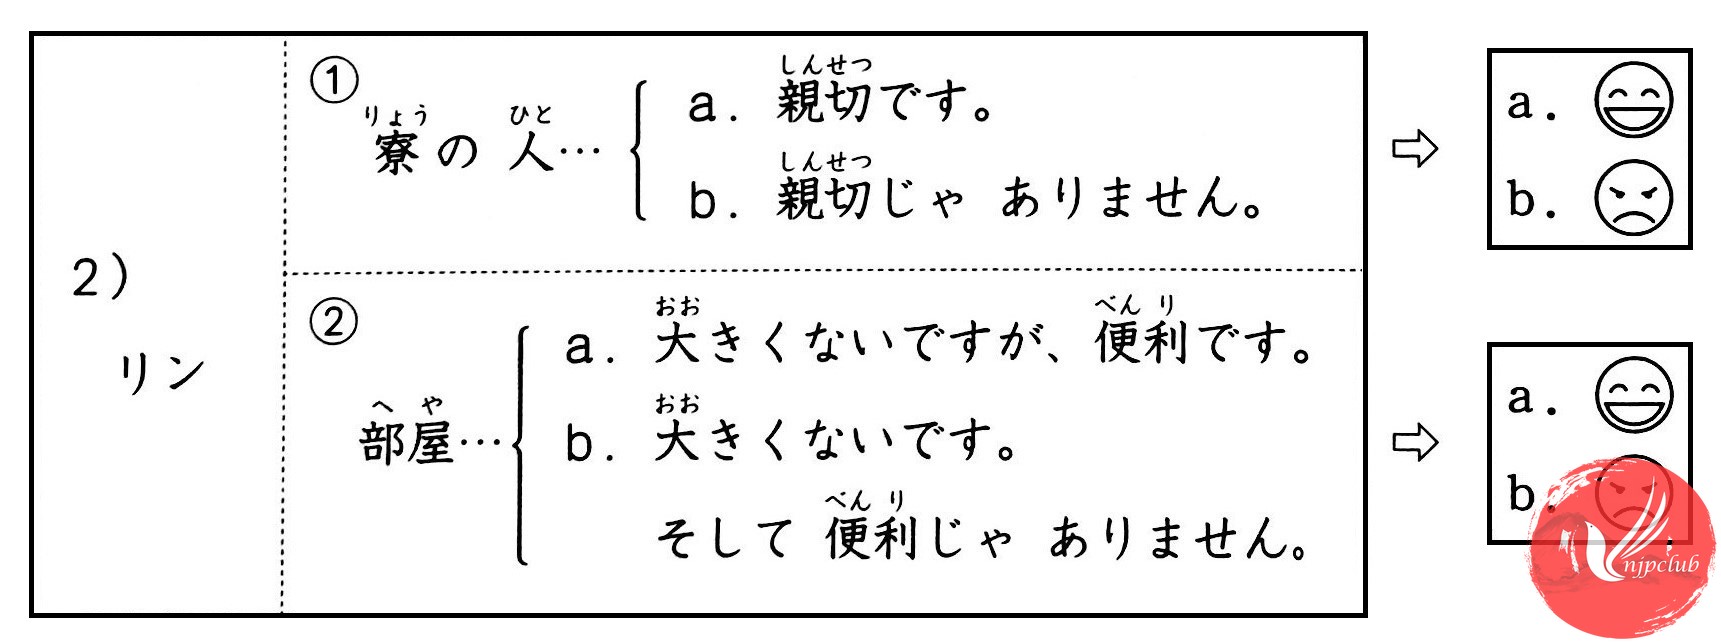 2)
リン
①
りょう ひと
寮の 人…
しんせつ
a. 親切です。
しんせつ
b. 親切じゃ ありません。
②
へ や
部屋…
おお べん り
a. 大きくないですが、便利です。
おお
b. 大きくないです。
べん り
そして 便利じゃ ありません。
⇨
a.
b.
⇨
a.
b.
njpclub